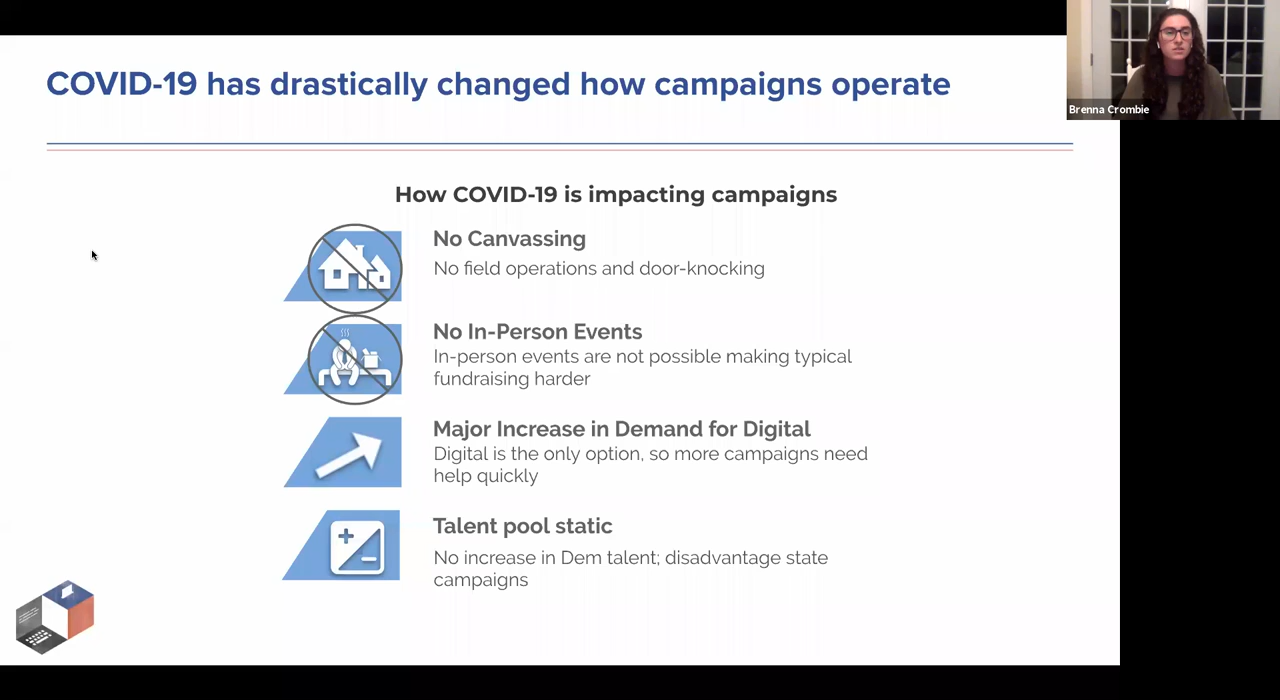 COVID-19 has drastically changed how campaigns operate
Brenna Crombie
How COVID-19 is impacting campaigns
No Canvassing
No field operations and door-knocking
No In-Person Events
In-person events are not possible making typical
fundraising harder
Major Increase in Demand for Digital
Digital is the only option, so more campaigns need
help quickly
Talent pool static
No increase in Dem talent; disadvantage state
campaigns